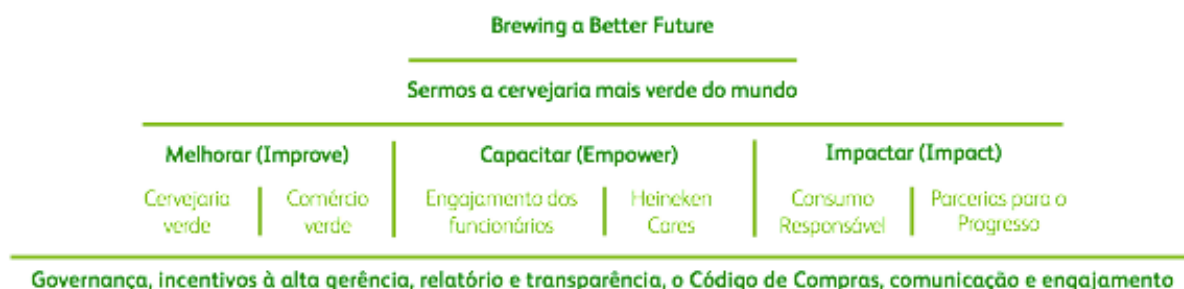 Brewing a Better Future
Sermos a cervejaria mais verde do mundo
Melhorar (Improve)
Cervejaria
verde
Comércio
verde
Capacitar (Empower)
Engajamento dos
funcionários
Heineken
Cares
Impactar (Impact)
Consumo
Responsável
Parcerias para o
Progresso
Governança, incentivos à alta gerência, relatório e transparência, o Código de Compras, comunicação e engajamento